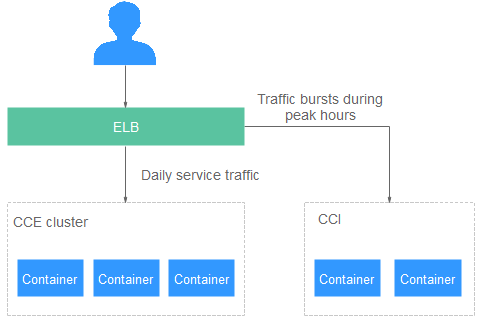 Traffic bursts during
peak hours
ELB
Daily service traffic
CCE cluster
CCI
Container
Container
Container
Container
Container